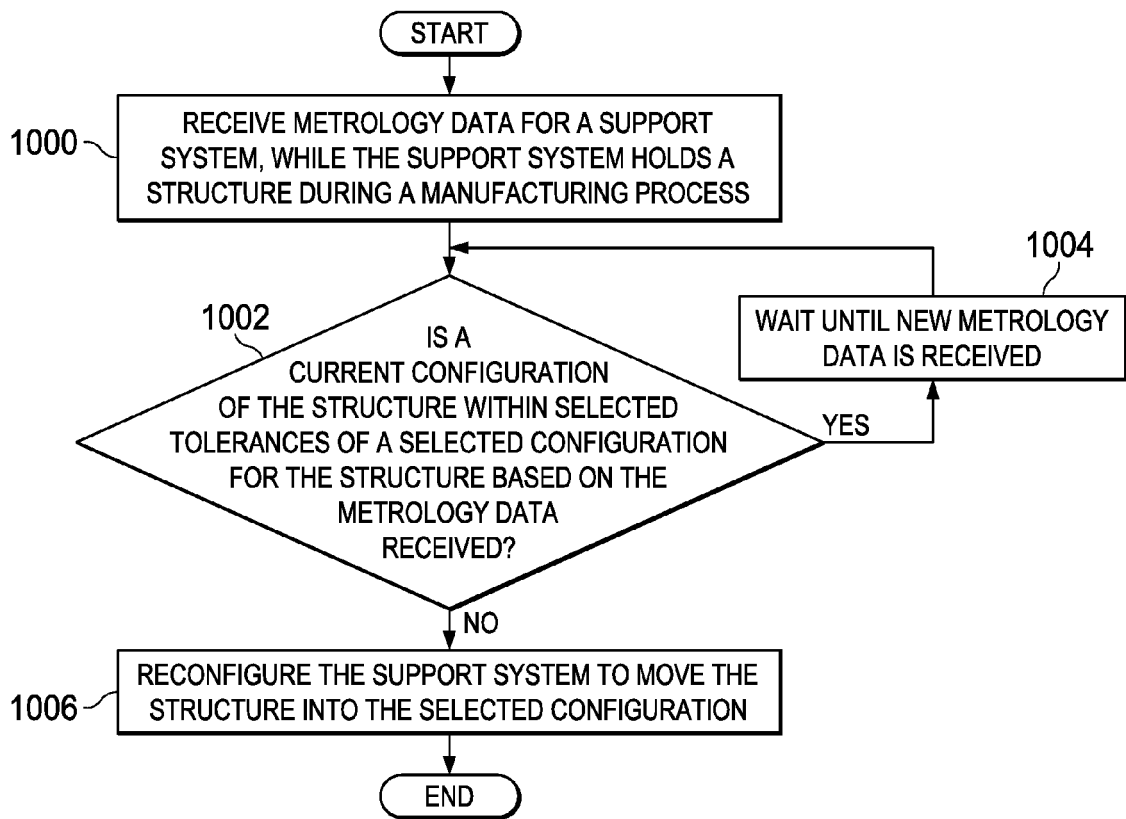 START
1000
RECEIVE METROLOGY DATA FOR A SUPPORT
SYSTEM, WHILE THE SUPPORT SYSTEM HOLDS A
STRUCTURE DURING A MANUFACTURING PROCESS
1004
WAIT UNTIL NEW METROLOGY
DATA IS RECEIVED
1002
IS A
CURRENT CONFIGURATION
OF THE STRUCTURE WITHIN SELECTED
TOLERANCES OF A SELECTED CONFIGURATION
FOR THE STRUCTURE BASED ON THE
METROLOGY DATA
RECEIVED?
YES
NO
1006
RECONFIGURE THE SUPPORT SYSTEM TO MOVE THE
STRUCTURE INTO THE SELECTED CONFIGURATION
END